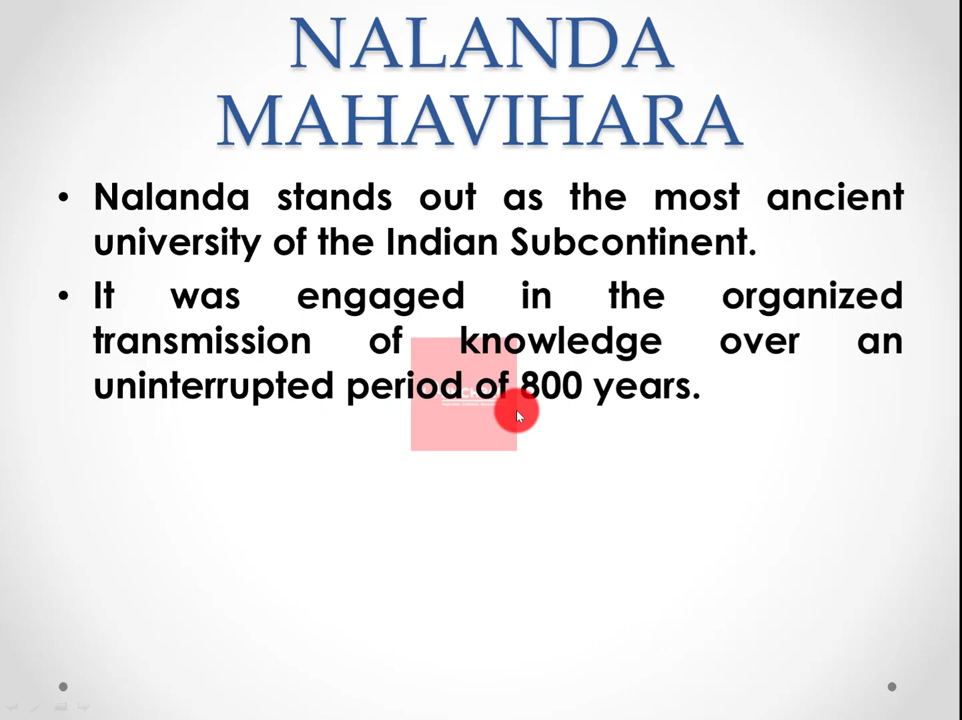 NALANDA
MAHAVIHARA
• Nalanda stands out as the most ancient
university of the Indian Subcontinent.
• It was engaged in the organized
transmission of knowledge over an
uninterrupted period of 800 years.